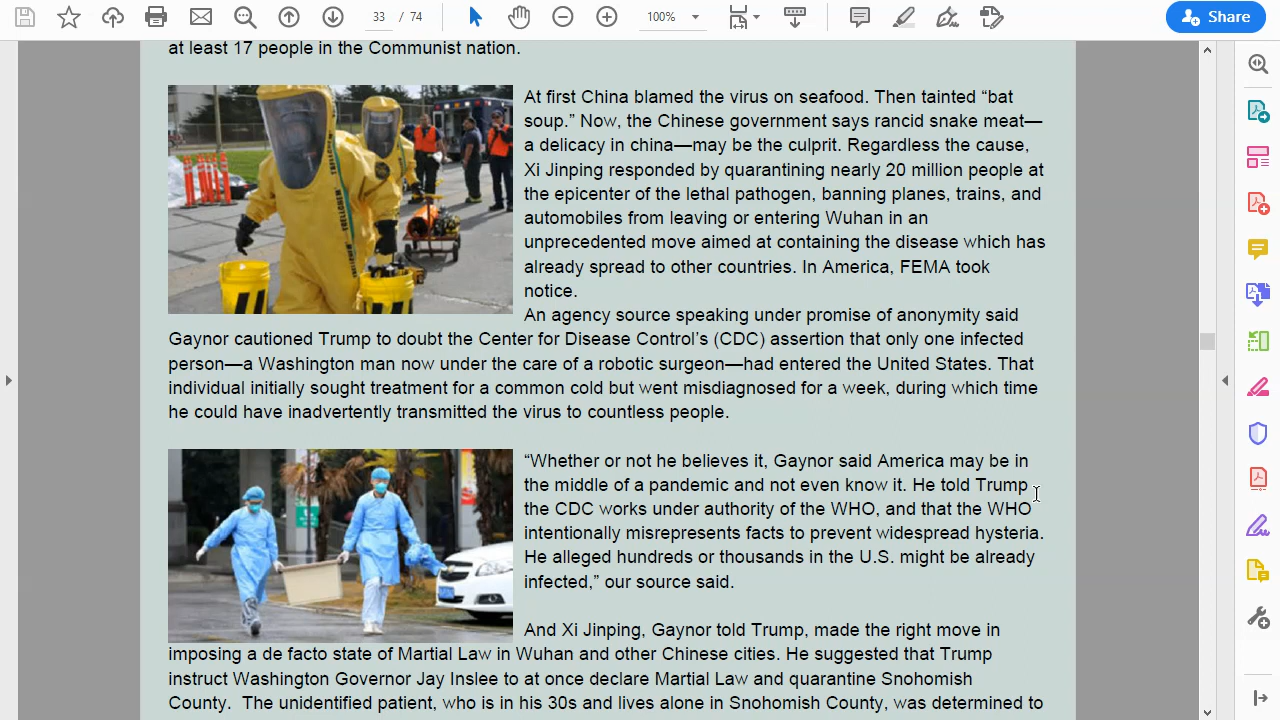 33 / 74
100%
Share
at least 17 people in the Communist nation.
At first China blamed the virus on seafood. Then tainted “bat
soup.” Now, the Chinese government says rancid snake meat—
a delicacy in china—may be the culprit. Regardless the cause,
Xi Jinping responded by quarantining nearly 20 million people at
the epicenter of the lethal pathogen, banning planes, trains, and
automobiles from leaving or entering Wuhan in an
unprecedented move aimed at containing the disease which has
already spread to other countries. In America, FEMA took
notice.
An agency source speaking under promise of anonymity said
Gaynor cautioned Trump to doubt the Center for Disease Control’s (CDC) assertion that only one infected
person—a Washington man now under the care of a robotic surgeon—had entered the United States. That
individual initially sought treatment for a common cold but went misdiagnosed for a week, during which time
he could have inadvertently transmitted the virus to countless people.
“Whether or not he believes it, Gaynor said America may be in
the middle of a pandemic and not even know it. He told Trump
the CDC works under authority of the WHO, and that the WHO
intentionally misrepresents facts to prevent widespread hysteria.
He alleged hundreds or thousands in the U.S. might be already
infected,” our source said.
And Xi Jinping, Gaynor told Trump, made the right move in
imposing a de facto state of Martial Law in Wuhan and other Chinese cities. He suggested that Trump
instruct Washington Governor Jay Inslee to at once declare Martial Law and quarantine Snohomish
County.  The unidentified patient, who is in his 30s and lives alone in Snohomish County, was determined to